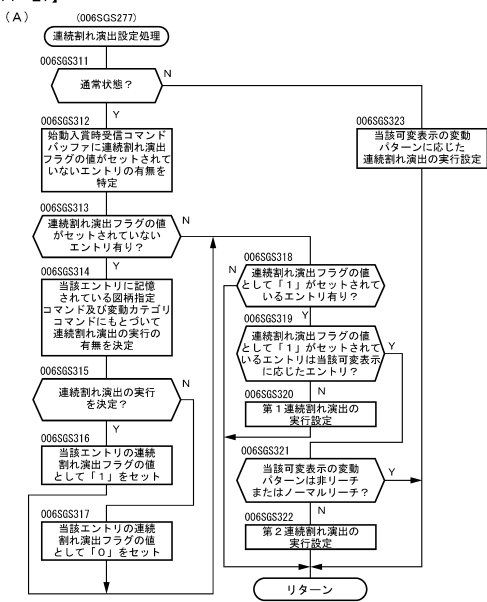 (A)
(006SGS277)
連続割れ演出設定処理
006SGS311
通常状態？
N
Y
006SGS312
始動入賞時受信コマンド
バッファに連続割れ演出
フラグの値がセットされて
いないエントリの有無を
特定
006SGS323
当該可変表示の変動
パターンに応じた
連続割れ演出の実行設定
006SGS313
連続割れ演出フラグの値
がセットされていない
エントリ有り？
N
Y
006SGS314
当該エントリに記憶
されている図柄指定
コマンド及び変動カテゴリ
コマンドにもとづいて
連続割れ演出の実行の
有無を決定
006SGS315
連続割れ演出の実行
を決定？
N
Y
006SGS316
当該エントリの連続
割れ演出フラグの値
として「１」をセット
006SGS317
当該エントリの連続
割れ演出フラグの値
として「０」をセット
006SGS318
連続割れ演出フラグの値
として「１」がセットされて
いるエントリ有り？
N
Y
006SGS319
連続割れ演出フラグの値
として「１」がセットされて
いるエントリは当該可変表示
に応じたエントリ？
Y
N
006SGS320
第１連続割れ演出の
実行設定
006SGS321
当該可変表示の変動
パターンは非リーチ
またはノーマルリーチ？
Y
N
006SGS322
第２連続割れ演出の
実行設定
リターン